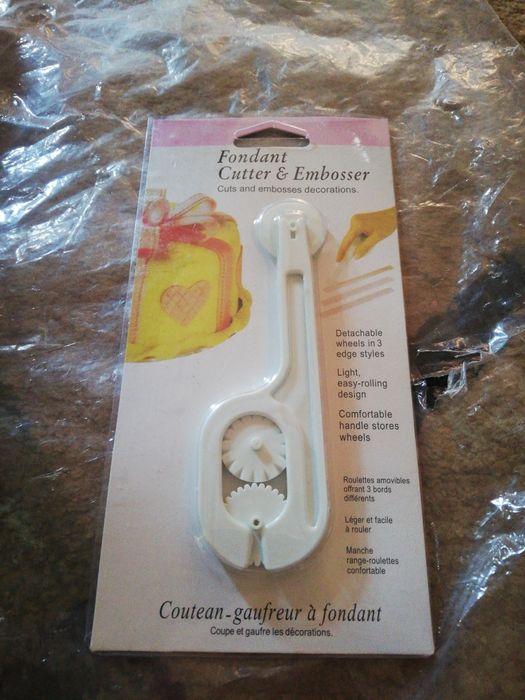 Fondant
Cutter & Embosser
Cuts and embosses decorations.
Detachable
wheels in 3
edge styles
Light,
easy-rolling
design
Comfortable
handle stores
wheels
Roulettes amovibles
offrant 3 bords
différents
Léger et facile
à rouler
Manche
range-roulettes
confortable
Coutean-gaufreur à fondant
Coupe et gaufre les décorations.